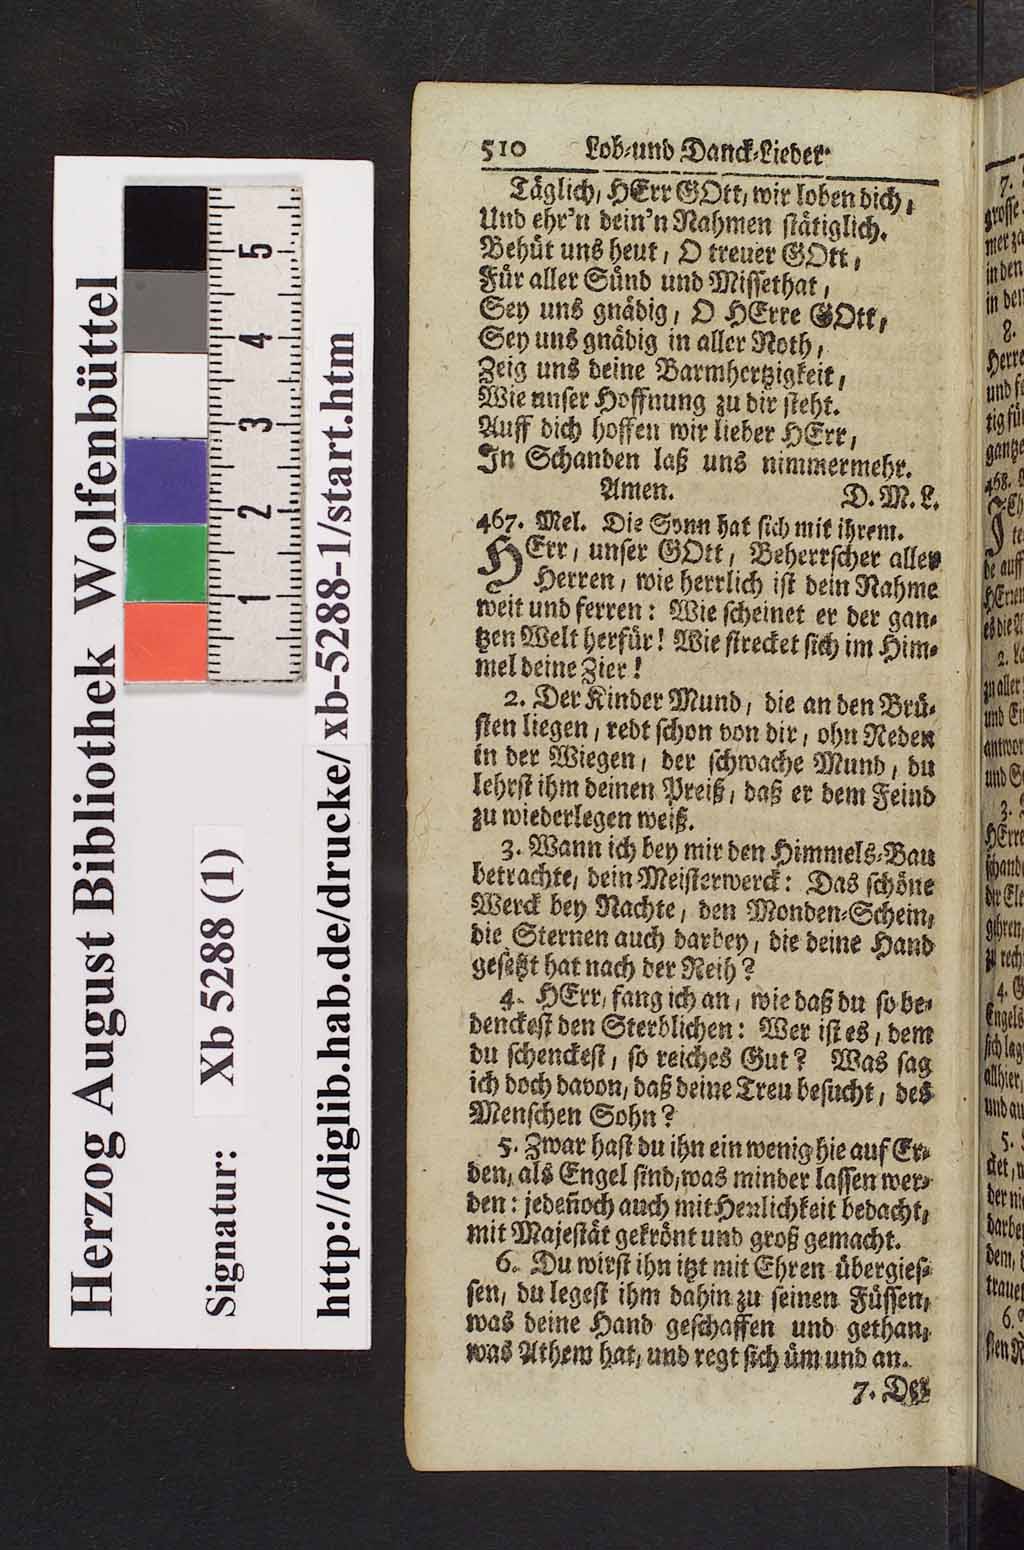 Herzog August Bibliothek Wolfenbüttel
Signatur: Xb 5288 (1)
http://diglib.hab.de/drucke/xb-5288-1/start.htm
5
4
3
2
1
510 Lob-und Danck-Lieder.
Täglich, HErr GOtt, wir loben dich,
Und ehr'n dein'n Nahmen stätiglich.
Behüt uns heut, O treuer GOtt,
Für aller Sünd und Missethat,
Sey uns gnädig, O HErre GOtt,
Sey uns gnädig in aller Noth,
Zeig uns deine Barmhertzigkeit,
Wie unser Hoffnung zu dir steht.
Auff dich hoffen wir lieber HErr,
In Schanden laß uns nimmermehr.
Amen. D. M. L.
467. Mel. Die Sonn hat sich mit ihrem.
HErr, unser GOtt, Beherrscher aller
Herren, wie herrlich ist dein Nahme
weit und ferren: Wie scheinet er der gan-
tzen Welt herfür! Wie strecket sich im Him-
mel deine Zier!
2. Der Kinder Mund, die an den Brü-
sten liegen, redt schon von dir, ohn Reden
in der Wiegen, der schwache Mund, du
lehrst ihm deinen Preiß, daß er dem Feind
zu wiederlegen weiß.
3. Wann ich bey mir den Himmels-Bau
betrachte, dein Meisterwerck: Das schöne
Werck bey Nachte, den Monden-Schein,
die Sternen auch darbey, die deine Hand
gesetzt hat nach der Reih?
4. HErr, fang ich an, wie daß du so be-
denckest den Sterblichen: Wer ist es, dem
du schenckest, so reiches Gut? Was sag
ich doch davon, daß deine Treu besucht, des
Menschen Sohn?
5. Zwar hast du ihn ein wenig hie auf Er-
den, als Engel sind, was minder lassen wer-
den: jedeñoch auch mit Herrlichkeit bedacht,
mit Majestät gekrönt und groß gemacht.
6. Du wirst ihn itzt mit Ehren übergies-
sen, du legest ihm dahin zu seinen Füssen,
was deine Hand geschaffen und gethan,
was Athem hat, und regt sich üm und an.
7. De